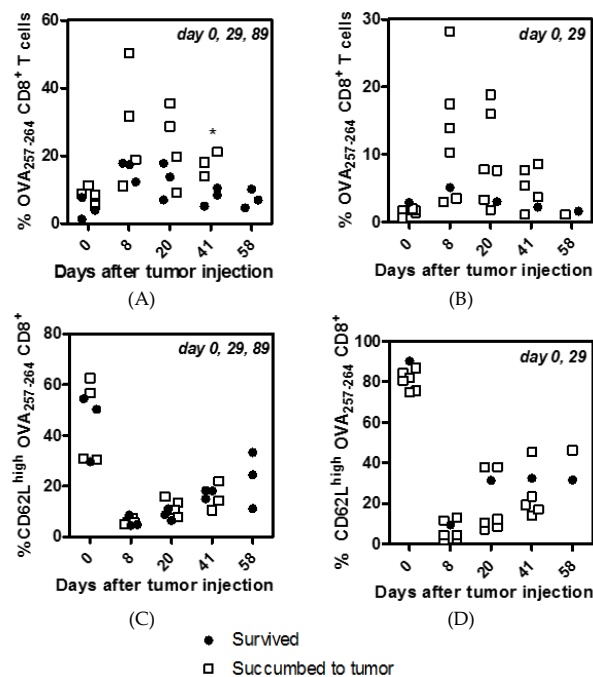 % OVA257-264 CD8+ T cells
60
40
20
0
day 0, 29, 89
*
0 8 20 41 58
Days after tumor injection
(A)
% OVA257-264 CD8+ T cells
30
20
10
0
day 0, 29
0 8 20 41 58
Days after tumor injection
(B)
%CD62Lhigh OVA257-264 CD8+
80
60
40
20
0
day 0, 29, 89
0 8 20 41 58
Days after tumor injection
(C)
% CD62Lhigh OVA257-264 CD8+
100
80
60
40
20
0
day 0, 29
0 8 20 41 58
Days after tumor injection
(D)
Survived
Succumbed to tumor